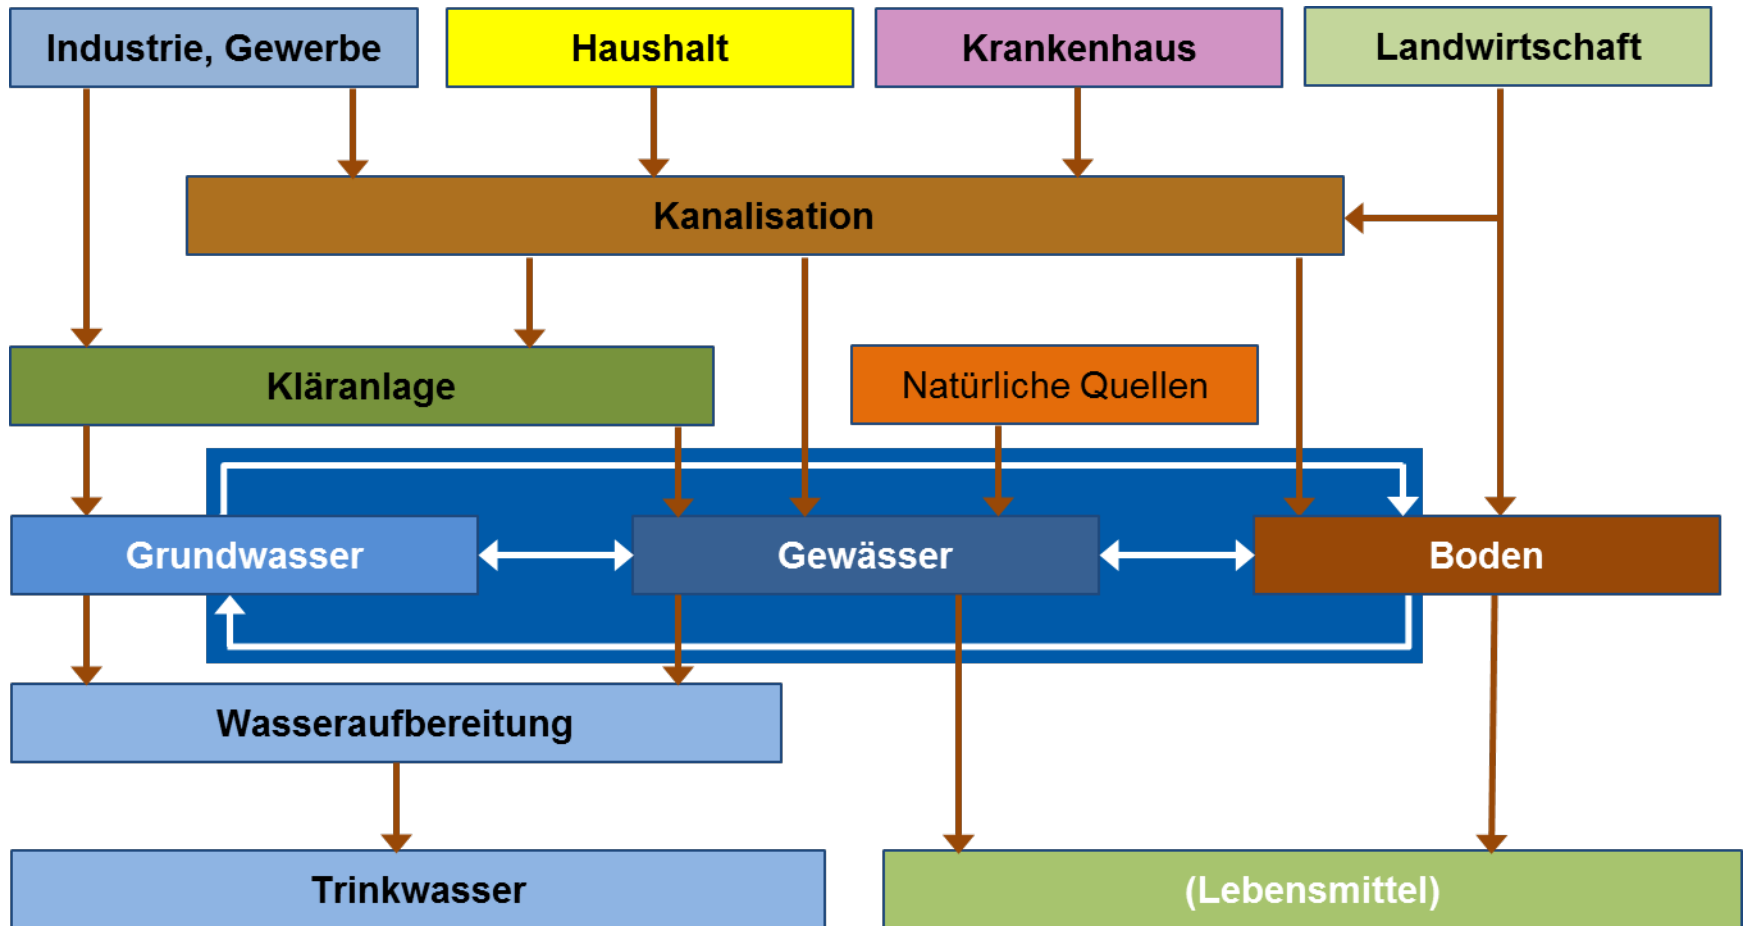 Industrie, Gewerbe
Haushalt
Krankenhaus
Landwirtschaft
Kanalisation
Kläranlage
Natürliche Quellen
Grundwasser
Gewässer
Boden
Wasseraufbereitung
Trinkwasser
(Lebensmittel)